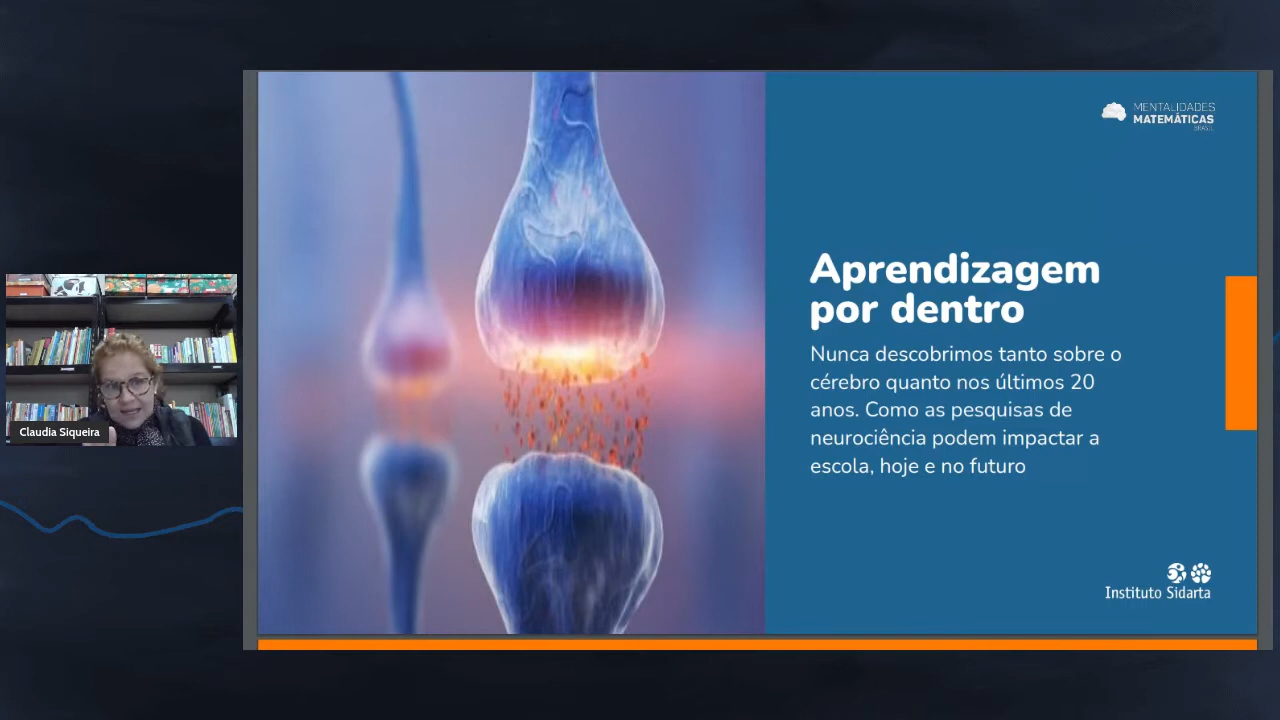 MENTALIDADES
MATEMÁTICAS
BRASIL
Aprendizagem
por dentro
Nunca descobrimos tanto sobre o
cérebro quanto nos últimos 20
anos. Como as pesquisas de
neurociência podem impactar a
escola, hoje e no futuro
Claudia Siqueira
Instituto Sidarta